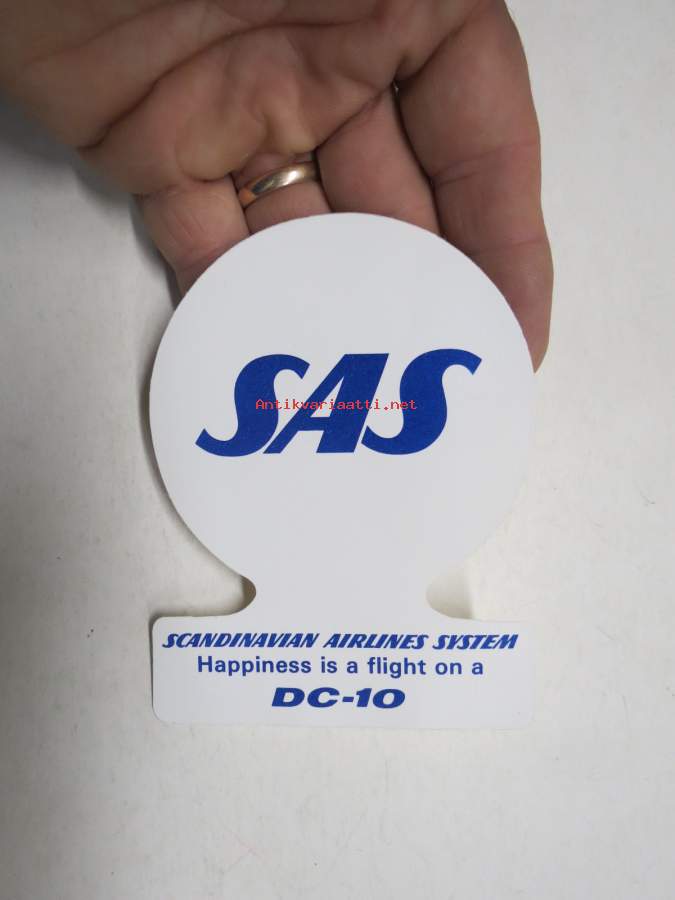 SAS
Antikvariaatti.net
SCANDINAVIAN AIRLINES SYSTEM
Happiness is a flight on a
DC-10